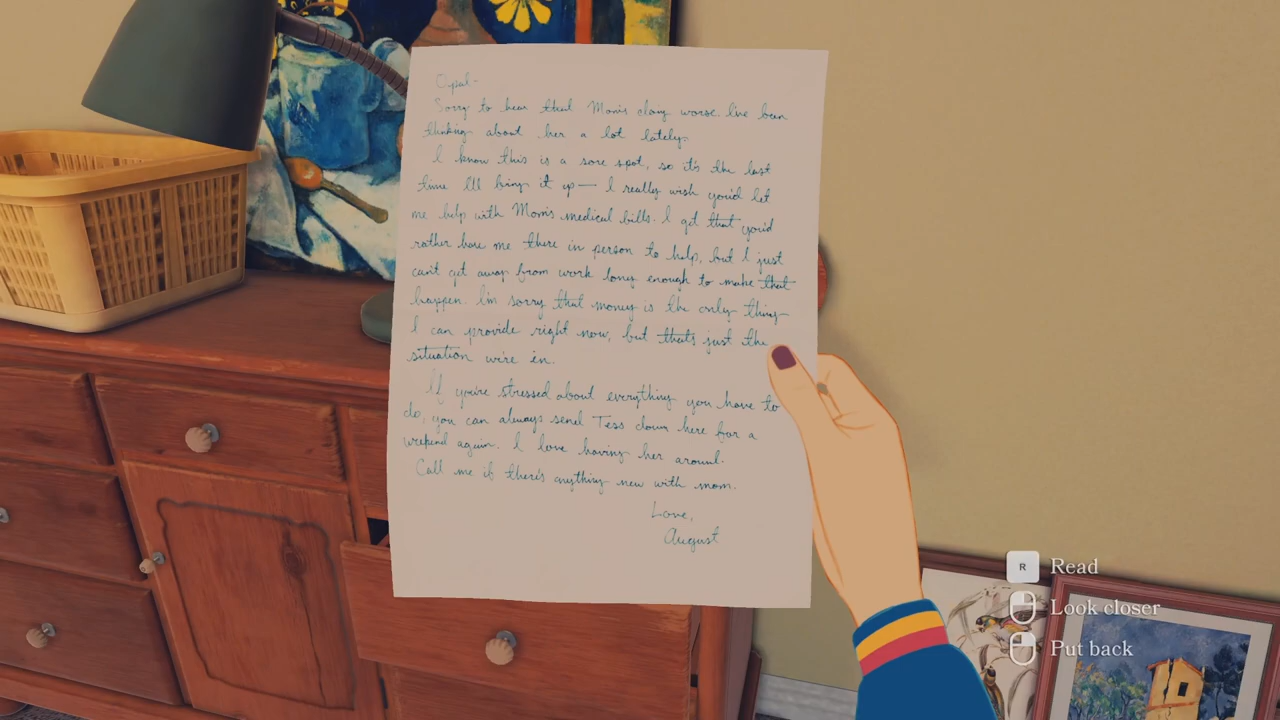 Opal-
Sorry to hear that Mom's doing worse. I've been
thinking about her a lot lately.
I know this is a sore spot, so it's the last
time I'll bring it up— I really wish you'd let
me help with Mom's medical bills. I get that you'd
rather have me there in person to help, but I just
can't get away from work long enough to make that
happen. I'm sorry that money is the only thing
I can provide right now, but that's just the
situation we're in.
If you're stressed about everything you have to
do, you can always send Tess down here for a
weekend again. I love having her around.
Call me if there's anything new with mom.
Love,
August
R Read
Look closer
Put back